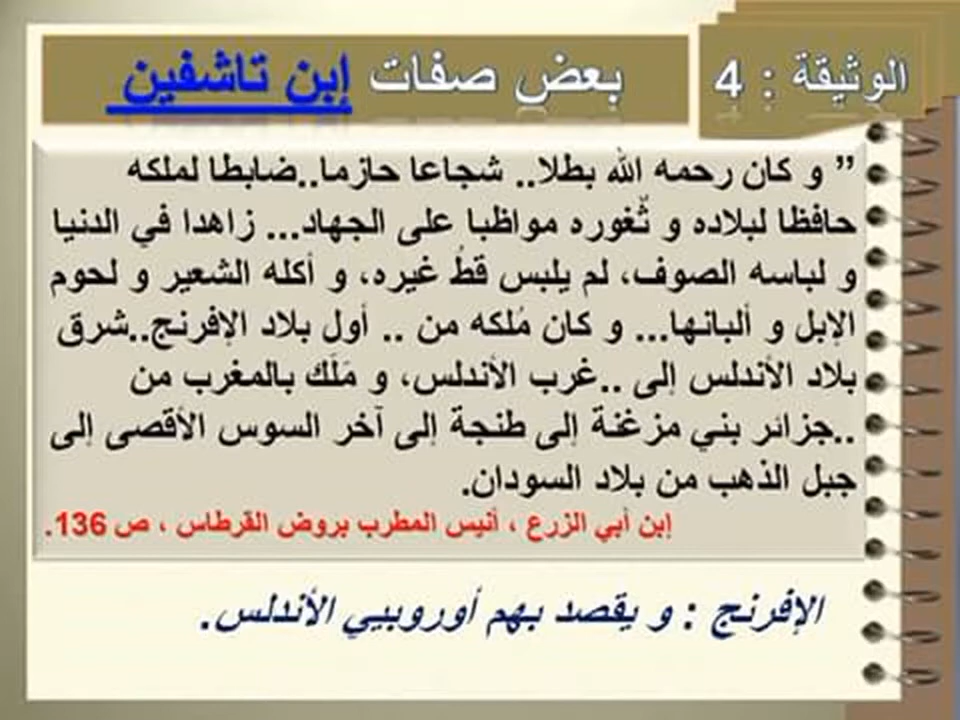 الوثيقة : 4
بعض صفات إبن تاشفين
” و كان رحمه الله بطلا.. شجاعا حازما..ضابطا لملكه
حافظا لبلاده و ثُغوره مواظبا على الجهاد... زاهدا في الدنيا
و لباسه الصوف، لم يلبس قطُ غيره، و أكله الشعير و لحوم
الإبل و ألبانها... و كان مُلكه من .. أول بلاد الإفرنج..شرق
بلاد الأندلس إلى ..غرب الأندلس، و مَلَك بالمغرب من
..جزائر بني مزغنة إلى طنجة إلى آخر السوس الأقصى إلى
جبل الذهب من بلاد السودان.
إبن أبي الزرع ، أنيس المطرب بروض القرطاس ، ص 136.
الإفرنج : و يقصد بهم أوروبيي الأندلس.